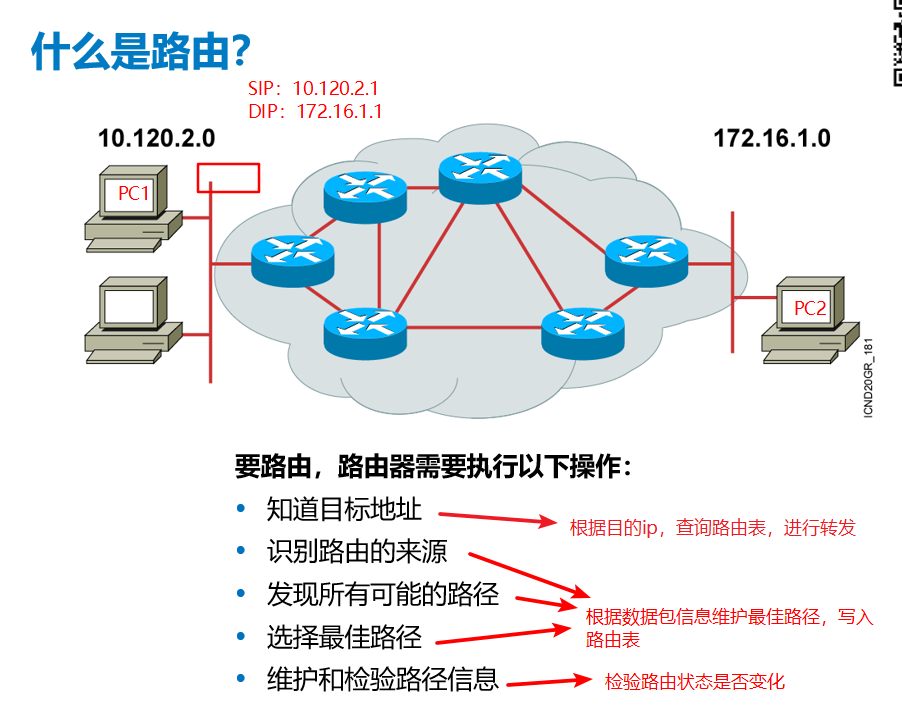 什么是路由?
SIP：10.120.2.1
DIP：172.16.1.1
10.120.2.0
172.16.1.0
PC1
PC2
ICND20GR_181
要路由，路由器需要执行以下操作：
• 知道目标地址
根据目的ip，查询路由表，进行转发
• 识别路由的来源
• 发现所有可能的路径
根据数据包信息维护最佳路径，写入
路由表
• 选择最佳路径
• 维护和检验路径信息
检验路由状态是否变化